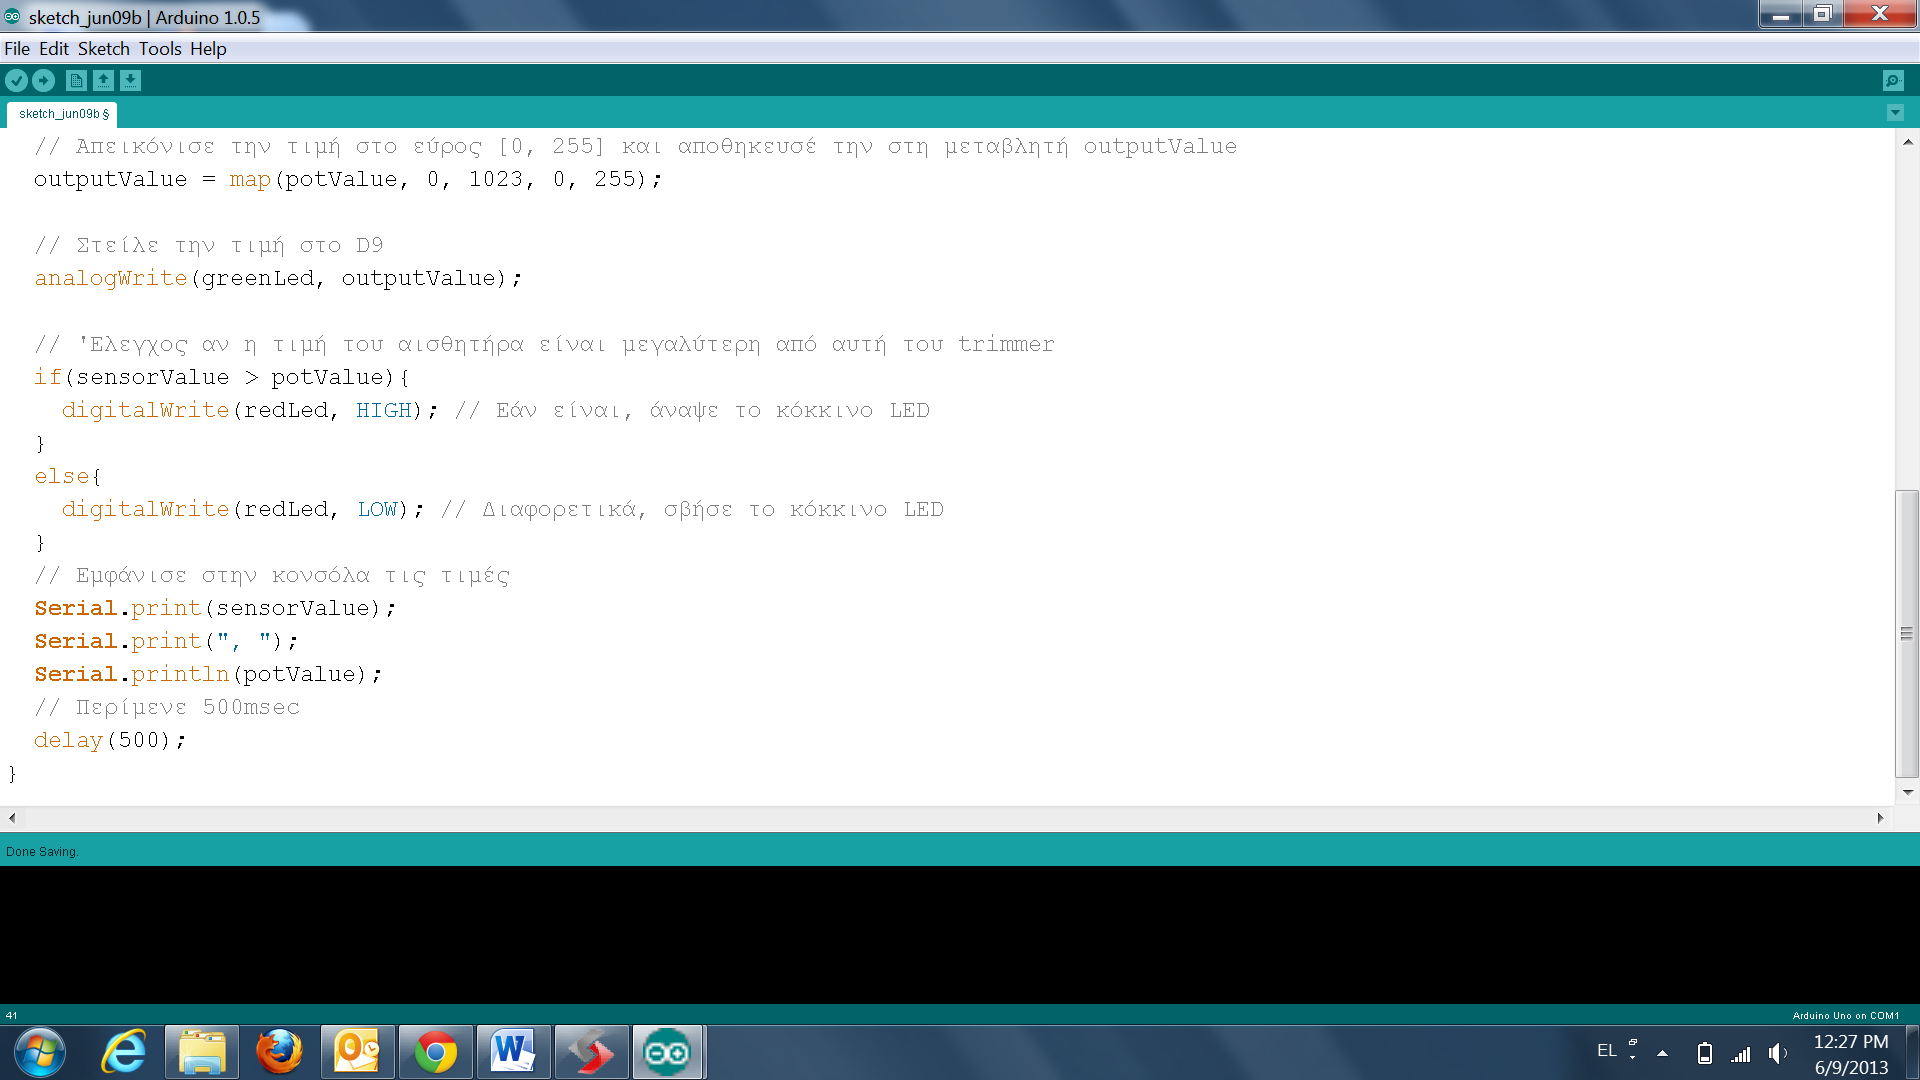 sketch_jun09b | Arduino 1.0.5
File Edit Sketch Tools Help
sketch_jun09b §
// Απεικόνισε την τιμή στο εύρος [0, 255] και αποθηκευσέ την στη μεταβλητή outputValue
outputValue = map(potValue, 0, 1023, 0, 255);
// Στείλε την τιμή στο D9
analogWrite(greenLed, outputValue);
// 'Ελεγχος αν η τιμή του αισθητήρα είναι μεγαλύτερη από αυτή του trimmer
if(sensorValue > potValue){
digitalWrite(redLed, HIGH); // Εάν είναι, άναψε το κόκκινο LED
}
else{
digitalWrite(redLed, LOW); // Διαφορετικά, σβήσε το κόκκινο LED
}
// Εμφάνισε στην κονσόλα τις τιμές
Serial.print(sensorValue);
Serial.print(", ");
Serial.println(potValue);
// Περίμενε 500msec
delay(500);
}
Done Saving.
41
Arduino Uno on COM1
EL
12:27 PM
6/9/2013